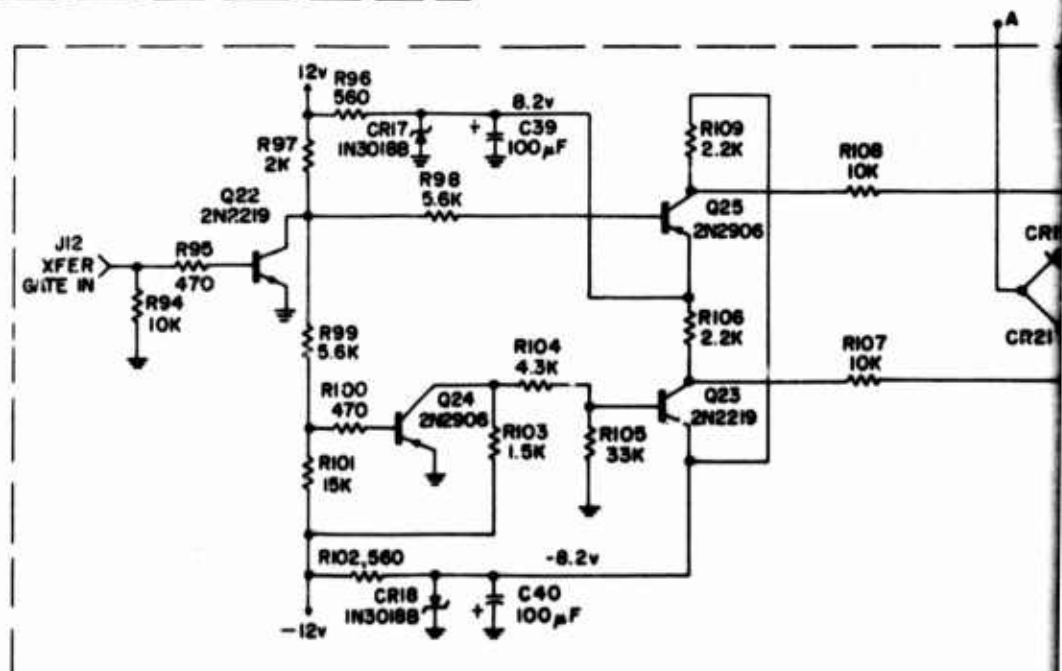 A
12v
R96
560
8.2v
CR17
1N3018B
+
C39
100µF
R97
2K
R109
2.2K
R108
10K
R98
5.6K
Q22
2N2219
Q25
2N2906
J12
XFER
GATE IN
R95
470
R94
10K
CR21
R99
5.6K
R106
2.2K
R104
4.3K
R107
10K
R100
470
Q24
2N2906
Q23
2N2219
R103
1.5K
R105
33K
R101
15K
R102,560
-8.2v
CR18
1N3018B
+
C40
100µF
-12v